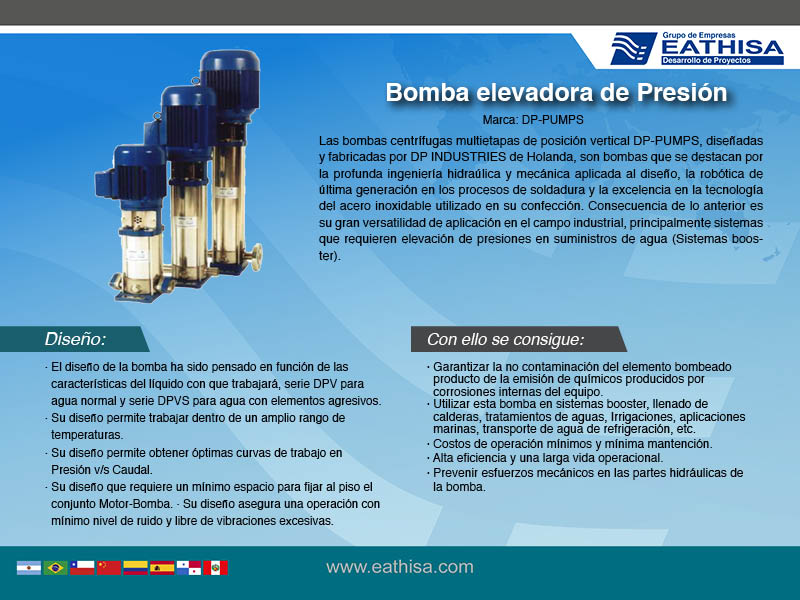 Grupo de Empresas
EATHISA
Desarrollo de Proyectos
Bomba elevadora de Presión
Marca: DP-PUMPS
Las bombas centrífugas multietapas de posición vertical DP-PUMPS, diseñadas
y fabricadas por DP INDUSTRIES de Holanda, son bombas que se destacan por
la profunda ingeniería hidraúlica y mecánica aplicada al diseño, la robótica de
última generación en los procesos de soldadura y la excelencia en la tecnología
del acero inoxidable utilizado en su confección. Consecuencia de lo anterior es
su gran versatilidad de aplicación en el campo industrial, principalmente sistemas
que requieren elevación de presiones en suministros de agua (Sistemas boos-
ter).
Diseño:
· El diseño de la bomba ha sido pensado en función de las
características del líquido con que trabajará, serie DPV para
agua normal y serie DPVS para agua con elementos agresivos.
· Su diseño permite trabajar dentro de un amplio rango de
temperaturas.
· Su diseño permite obtener óptimas curvas de trabajo en
Presión v/s Caudal.
· Su diseño que requiere un mínimo espacio para fijar al piso el
conjunto Motor-Bomba. · Su diseño asegura una operación con
mínimo nivel de ruido y libre de vibraciones excesivas.
Con ello se consigue:
· Garantizar la no contaminación del elemento bombeado
producto de la emisión de químicos producidos por
corrosiones internas del equipo.
· Utilizar esta bomba en sistemas booster, llenado de
calderas, tratamientos de aguas, Irrigaciones, aplicaciones
marinas, transporte de agua de refrigeración, etc.
· Costos de operación mínimos y mínima mantención.
· Alta eficiencia y una larga vida operacional.
· Prevenir esfuerzos mecánicos en las partes hidráulicas de
la bomba.
www.eathisa.com